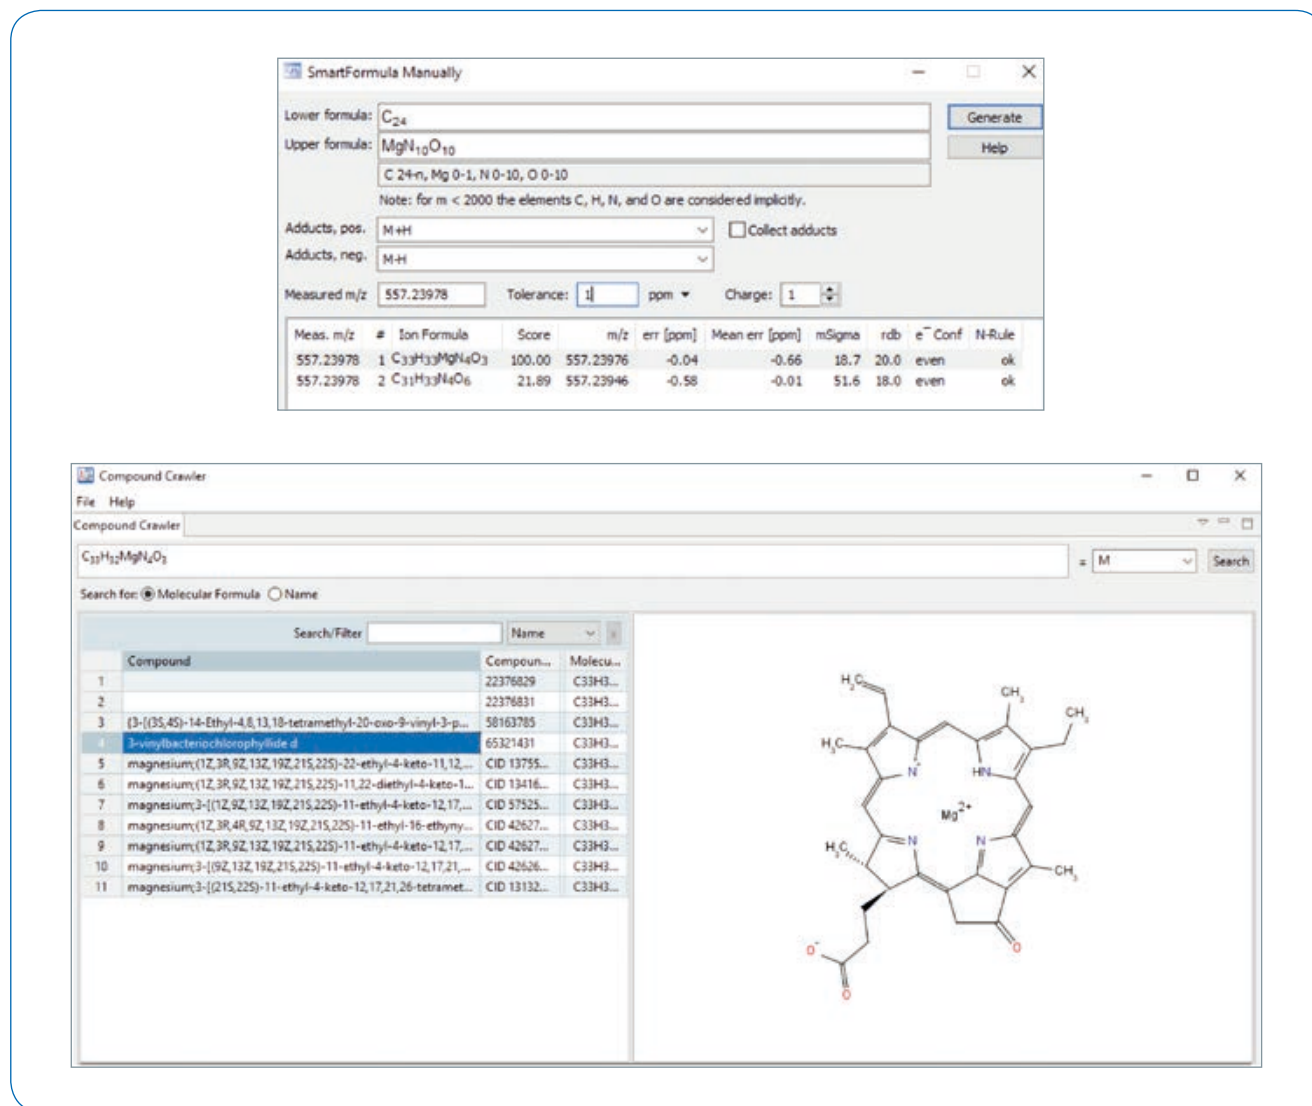 SmartFormula Manually
Lower formula: C24 Generate
Upper formula: MgN10O10 Help
C 24-n, Mg 0-1, N 0-10, O 0-10
Note: for m < 2000 the elements C, H, N, and O are considered implicitly.
Adducts, pos. M+H Collect adducts
Adducts, neg. M-H
Measured m/z 557.23978 Tolerance: 1 ppm Charge: 1
Meas. m/z # Ion Formula Score m/z err [ppm] Mean err [ppm] mSigma rdb e⁻ Conf N-Rule
557.23978 1 C33H33MgN4O3 100.00 557.23976 -0.04 -0.66 18.7 20.0 even ok
557.23978 2 C31H33N4O6 21.89 557.23946 -0.58 -0.01 51.6 18.0 even ok
Compound Crawler
File Help
Compound Crawler
C33H32MgN4O3 = M Search
Search for: Molecular Formula Name
Search/Filter Name
Compound Compoun... Molecu...
1 22376829 C33H3...
2 22376831 C33H3...
3 (3-[(3S,4S)-14-Ethyl-4,8,13,18-tetramethyl-20-oxo-9-vinyl-3-p... 58163785 C33H3...
4 3-vinylbacteriochlorophyllide d 65321431 C33H3...
5 magnesium;(1Z,3R,9Z,13Z,19Z,21S,22S)-22-ethyl-4-keto-11,12,... CID 13755... C33H3...
6 magnesium;(1Z,3R,9Z,13Z,19Z,21S,22S)-11,22-diethyl-4-keto-1... CID 13416... C33H3...
7 magnesium;3-[(1Z,9Z,13Z,19Z,21S,22S)-11-ethyl-4-keto-12,17,... CID 57525... C33H3...
8 magnesium;(1Z,3R,4R,9Z,13Z,19Z,21S,22S)-11-ethyl-16-ethyny... CID 42627... C33H3...
9 magnesium;(1Z,3R,9Z,13Z,19Z,21S,22S)-11-ethyl-4-keto-12,17,... CID 42627... C33H3...
10 magnesium;3-[(9Z,13Z,19Z,21S,22S)-11-ethyl-4-keto-12,17,21,... CID 42626... C33H3...
11 magnesium;3-[(21S,22S)-11-ethyl-4-keto-12,17,21,26-tetramet... CID 13132... C33H3...
H2C CH3
CH3
H3C
N- HN
Mg2+
H3C N N
CH3
O-
O
O